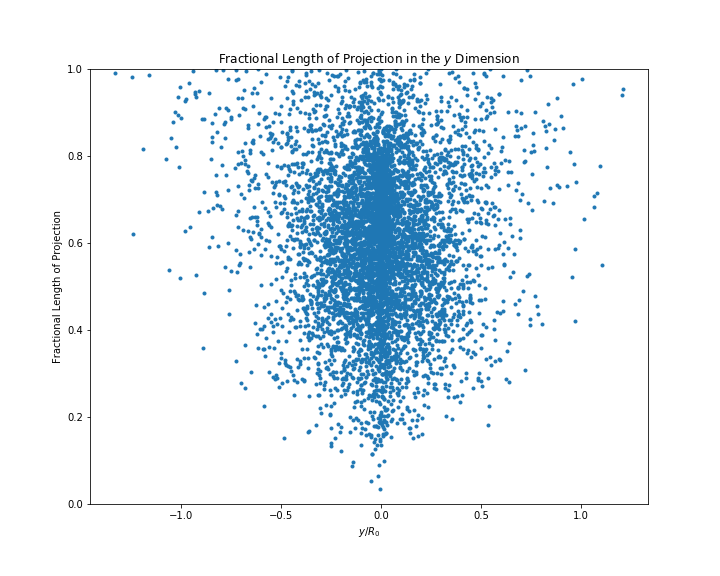 Fractional Length of Projection in the y Dimension
1.0
0.8
0.6
0.4
0.2
0.0
Fractional Length of Projection
−1.0 −0.5 0.0 0.5 1.0
y/R₀